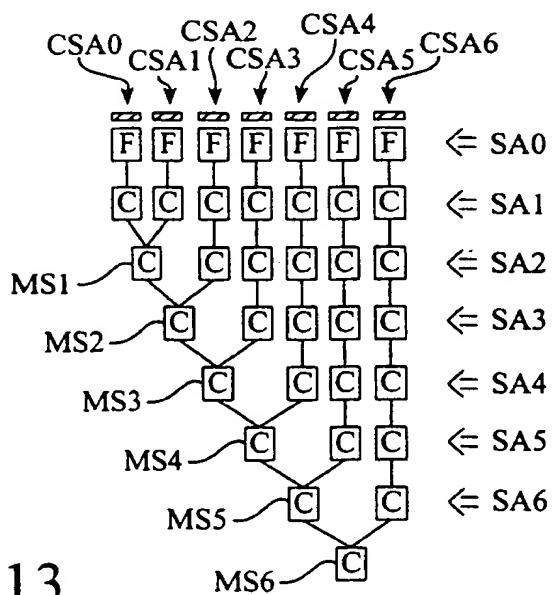 CSA0 CSA2 CSA4 CSA6
CSA1 CSA3 CSA5
F F F F F F F ⇐ SA0
C C C C C C C ⇐ SA1
MS1 C C C C C C ⇐ SA2
MS2 C C C C C ⇐ SA3
MS3 C C C C ⇐ SA4
MS4 C C C ⇐ SA5
MS5 C C ⇐ SA6
MS6 C
13